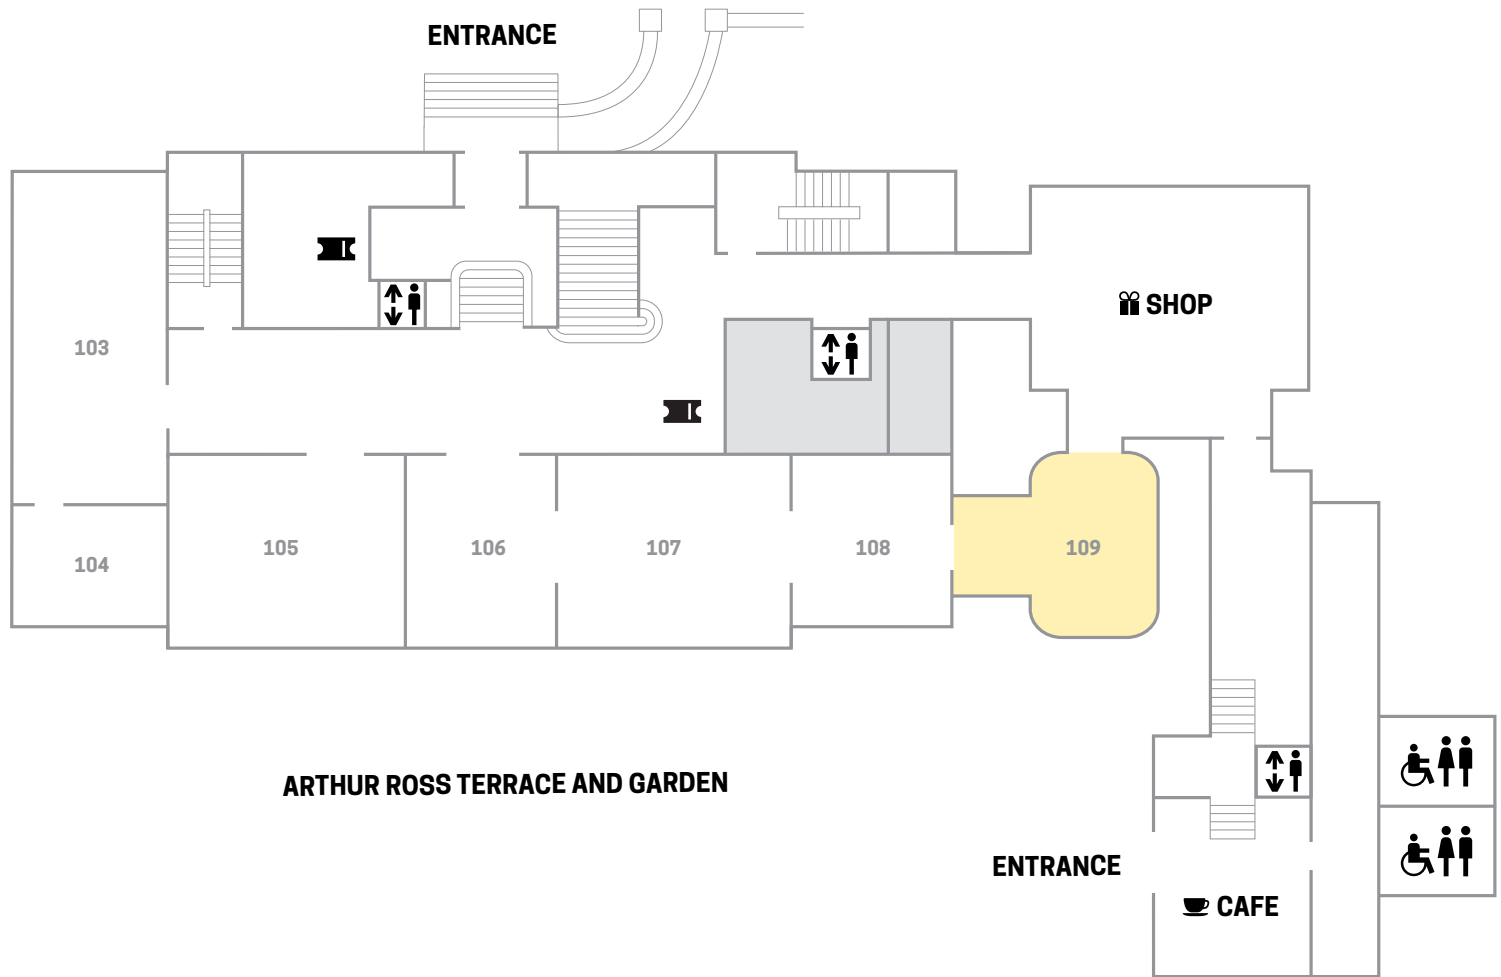 ENTRANCE
SHOP
103
105
106
107
108
109
104
ARTHUR ROSS TERRACE AND GARDEN
ENTRANCE
CAFE